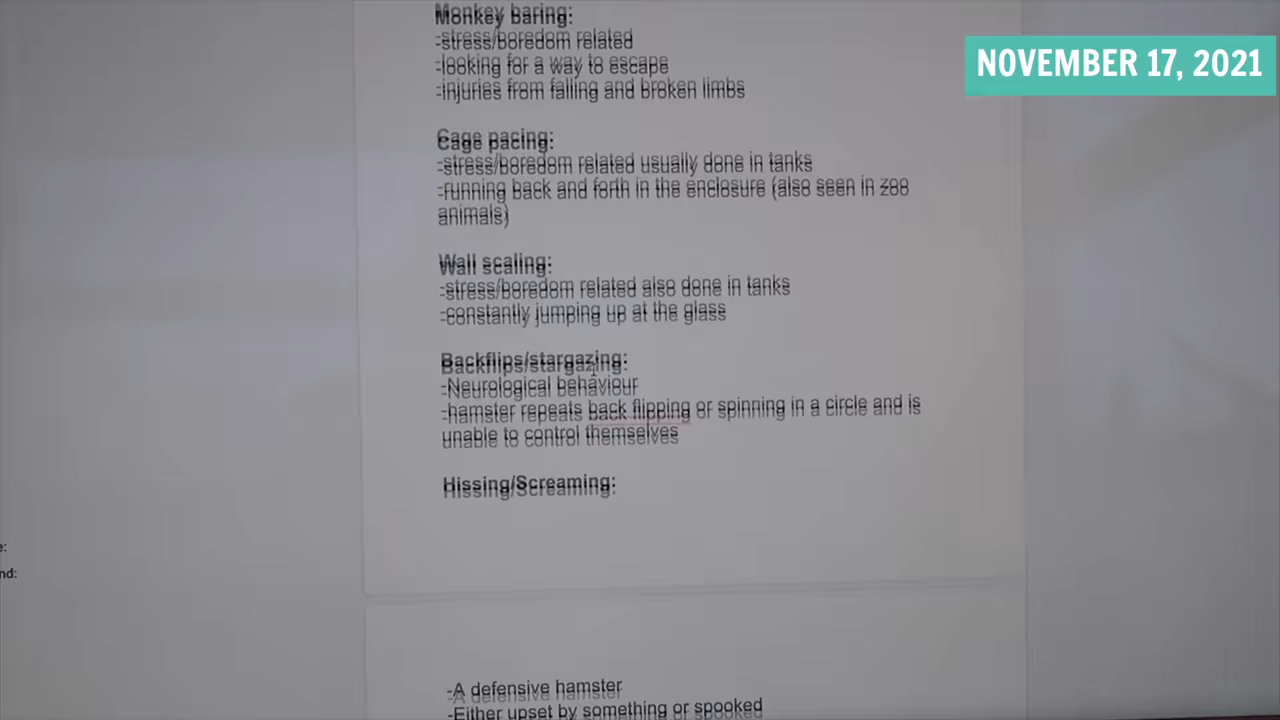 Monkey baring:
-stress/boredom related
-looking for a way to escape
-injuries from falling and broken limbs
NOVEMBER 17, 2021
Cage pacing:
-stress/boredom related usually done in tanks
-running back and forth in the enclosure (also seen in zoo
animals)
Wall scaling:
-stress/boredom related also done in tanks
-constantly jumping up at the glass
Backflips/stargazing:
-Neurological behaviour
-hamster repeats back flipping or spinning in a circle and is
unable to control themselves
Hissing/Screaming:
e:
nd:
-A defensive hamster
-Either upset by something or spooked